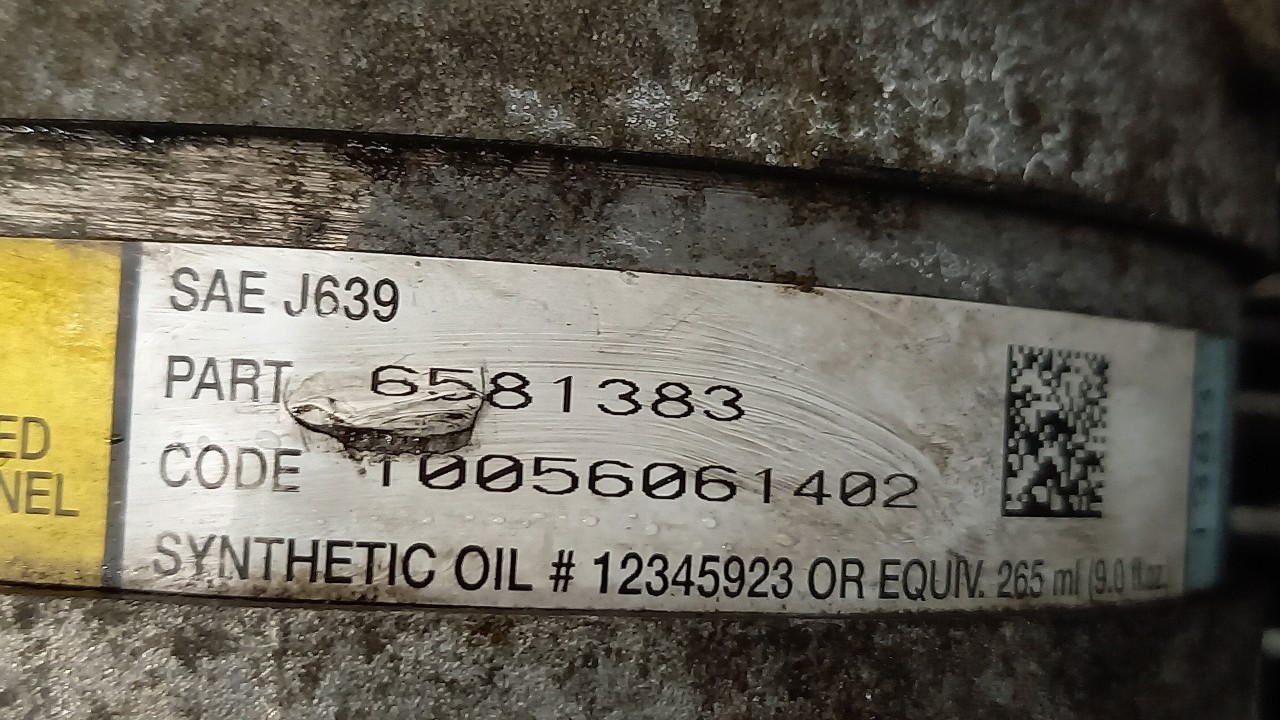 SAE J639
PART 6581383
CODE 10056061402
SYNTHETIC OIL # 12345923 OR EQUIV. 265 ml (9.0 fl.oz.
ED
NEL
1383